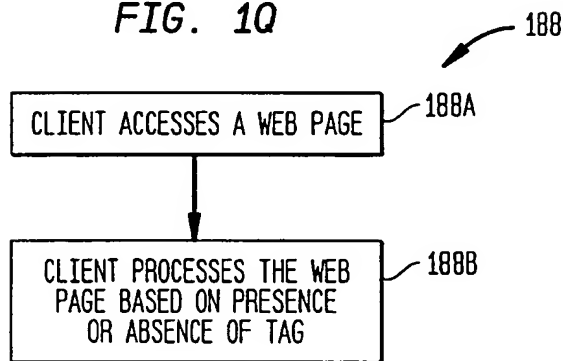 FIG. 1Q
188
CLIENT ACCESSES A WEB PAGE
188A
CLIENT PROCESSES THE WEB
PAGE BASED ON PRESENCE
OR ABSENCE OF TAG
188B